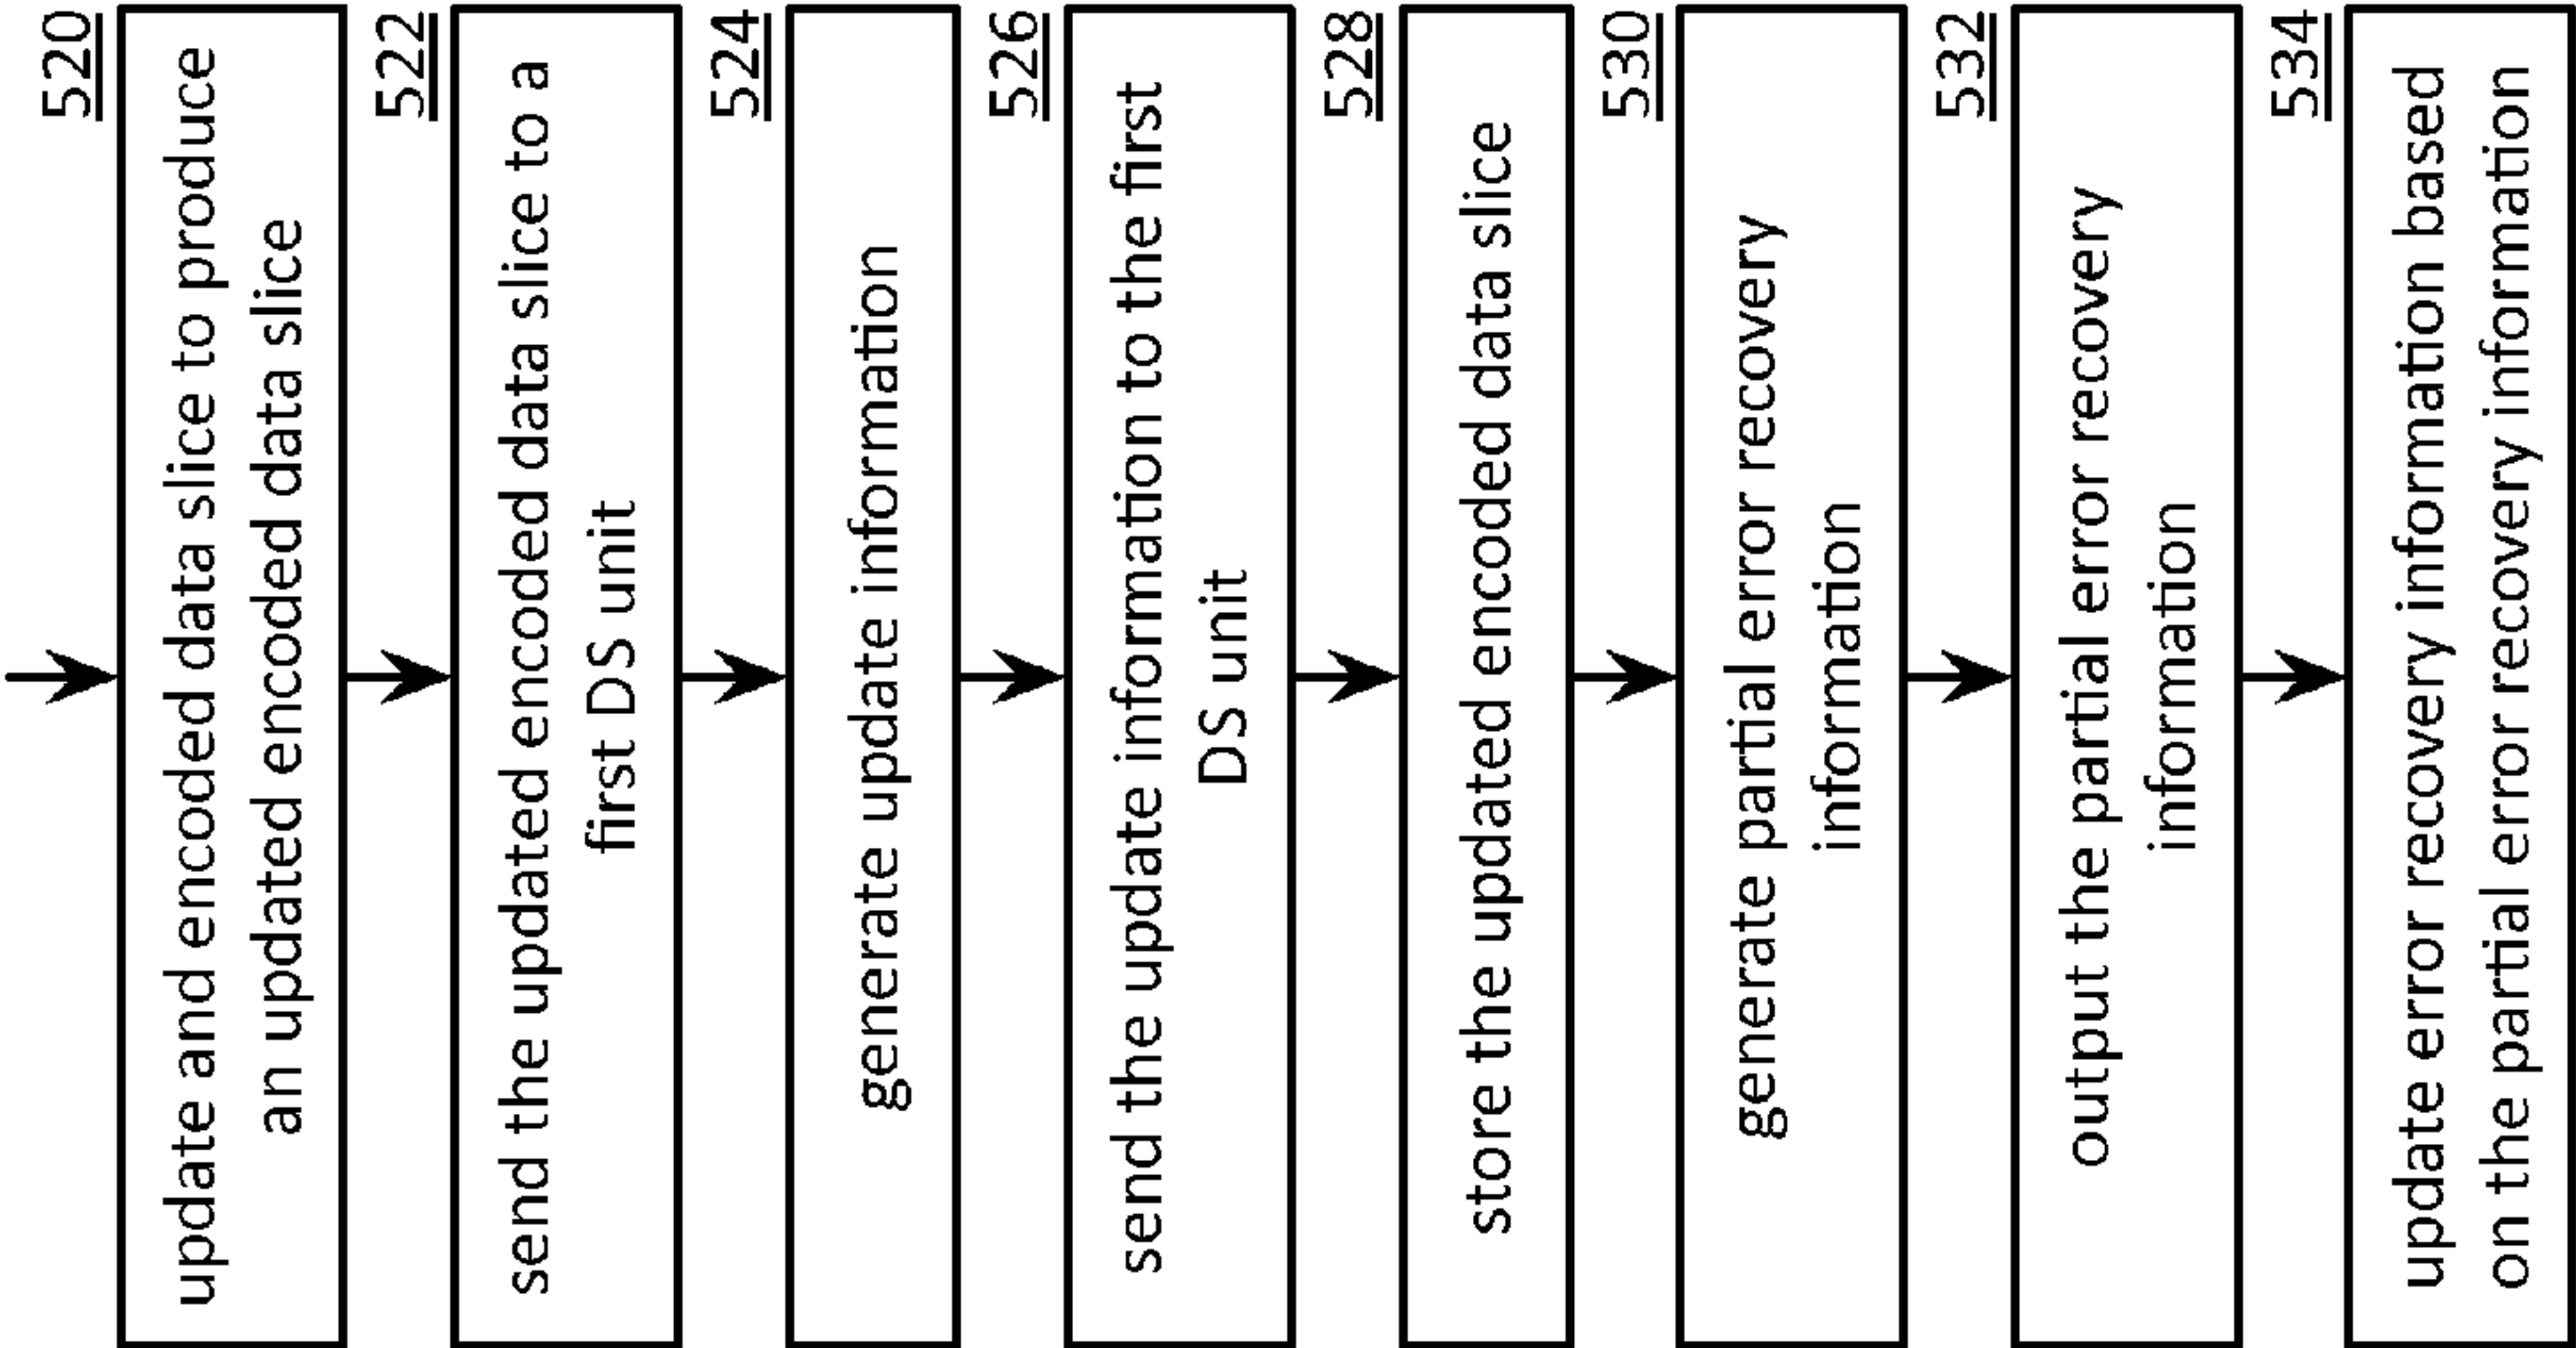 520
update and encoded data slice to produce
an updated encoded data slice
522
send the updated encoded data slice to a
first DS unit
524
generate update information
526
send the update information to the first
DS unit
528
store the updated encoded data slice
530
generate partial error recovery
information
532
output the partial error recovery
information
534
update error recovery information based
on the partial error recovery information